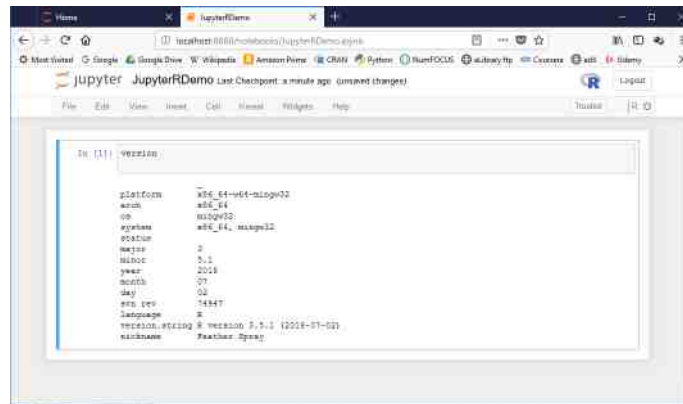 Home
JupyterRDemo
localhost:8888/notebooks/JupyterRDemo.ipynb
Most Visited Google Google Drive Wikipedia Amazon Prime CRAN Python NumFOCUS Coursera edX Udemy
jupyter JupyterRDemo Last Checkpoint: a minute ago (unsaved changes) Logout
File Edit View Insert Cell Kernel Widgets Help Trusted R
In [1]: version
_
platform x86_64-w64-mingw32
arch x86_64
os mingw32
system x86_64, mingw32
status
major 3
minor 5.1
year 2018
month 07
day 02
svn rev 74947
language R
version.string R version 3.5.1 (2018-07-02)
nickname Feather Spray